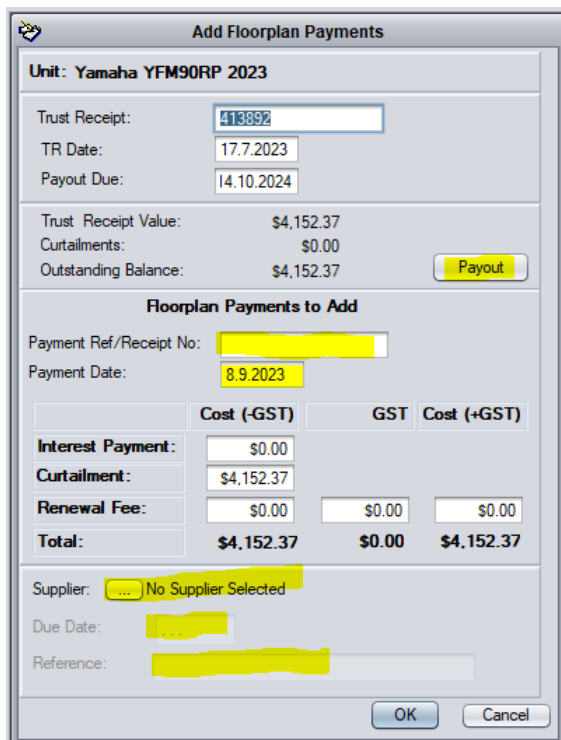 Add Floorplan Payments
Unit: Yamaha YFM90RP 2023
Trust Receipt: 413892
TR Date: 17.7.2023
Payout Due: 14.10.2024
Trust Receipt Value: $4,152.37
Curtailments: $0.00
Outstanding Balance: $4,152.37 Payout
Floorplan Payments to Add
Payment Ref/Receipt No:
Payment Date: 8.9.2023
Cost (-GST) GST Cost (+GST)
Interest Payment: $0.00
Curtailment: $4,152.37
Renewal Fee: $0.00 $0.00 $0.00
Total: $4,152.37 $0.00 $4,152.37
Supplier: ... No Supplier Selected
Due Date: . . .
Reference:
OK Cancel